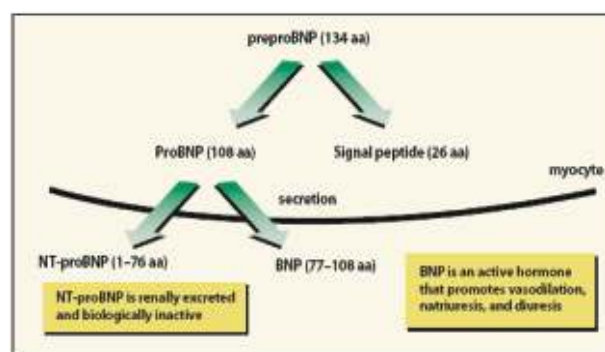 preproBNP (134 aa)
ProBNP (108 aa)
Signal peptide (26 aa)
myocyte
secretion
NT-proBNP (1–76 aa)
BNP (77–108 aa)
NT-proBNP is renally excreted
and biologically inactive
BNP is an active hormone
that promotes vasodilation,
natriuresis, and diuresis